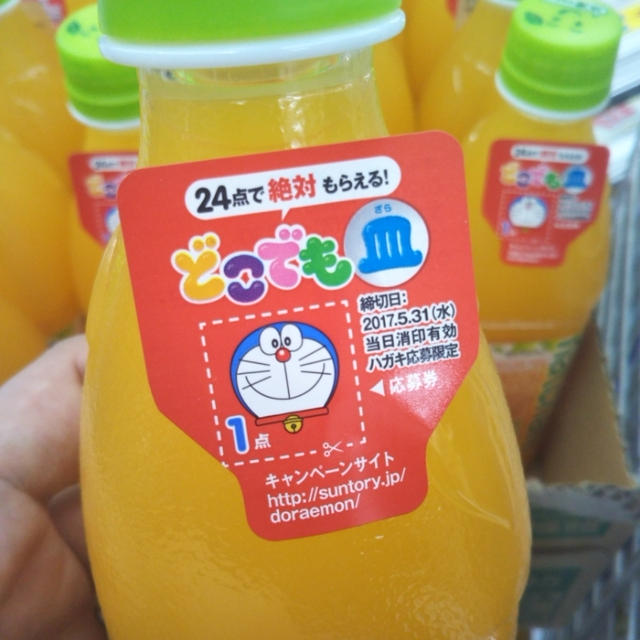 24点で絶対もらえる!
どこでも皿
ざら
締切日:
2017.5.31(水)
当日消印有効
ハガキ応募限定
◀応募券
1点
キャンペーンサイト
http://suntory.jp/
doraemon/